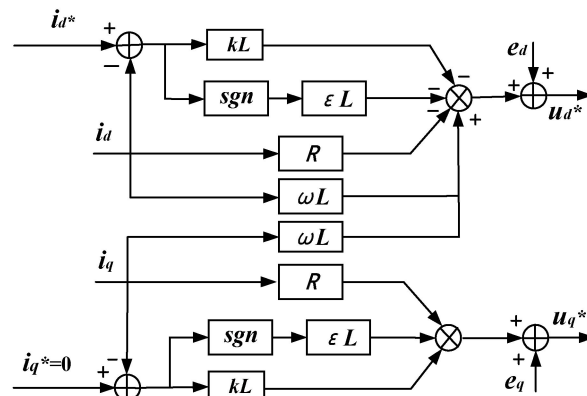 i_d*
+
kL
−
−
e_d
+
sgn
εL
−
−
+
+
+
u_d*
i_d
R
ωL
ωL
i_q
R
sgn
εL
u_q*
−
+
+
i_q*=0
+
kL
e_q